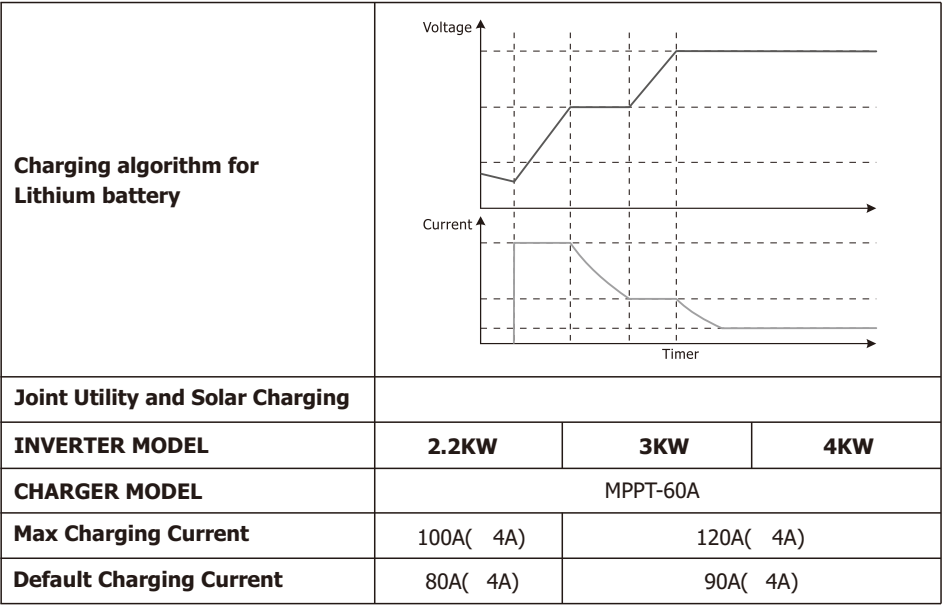 Voltage
Charging algorithm for
Lithium battery
Current
Timer
Joint Utility and Solar Charging
INVERTER MODEL 2.2KW 3KW 4KW
CHARGER MODEL MPPT-60A
Max Charging Current 100A( 4A) 120A( 4A)
Default Charging Current 80A( 4A) 90A( 4A)